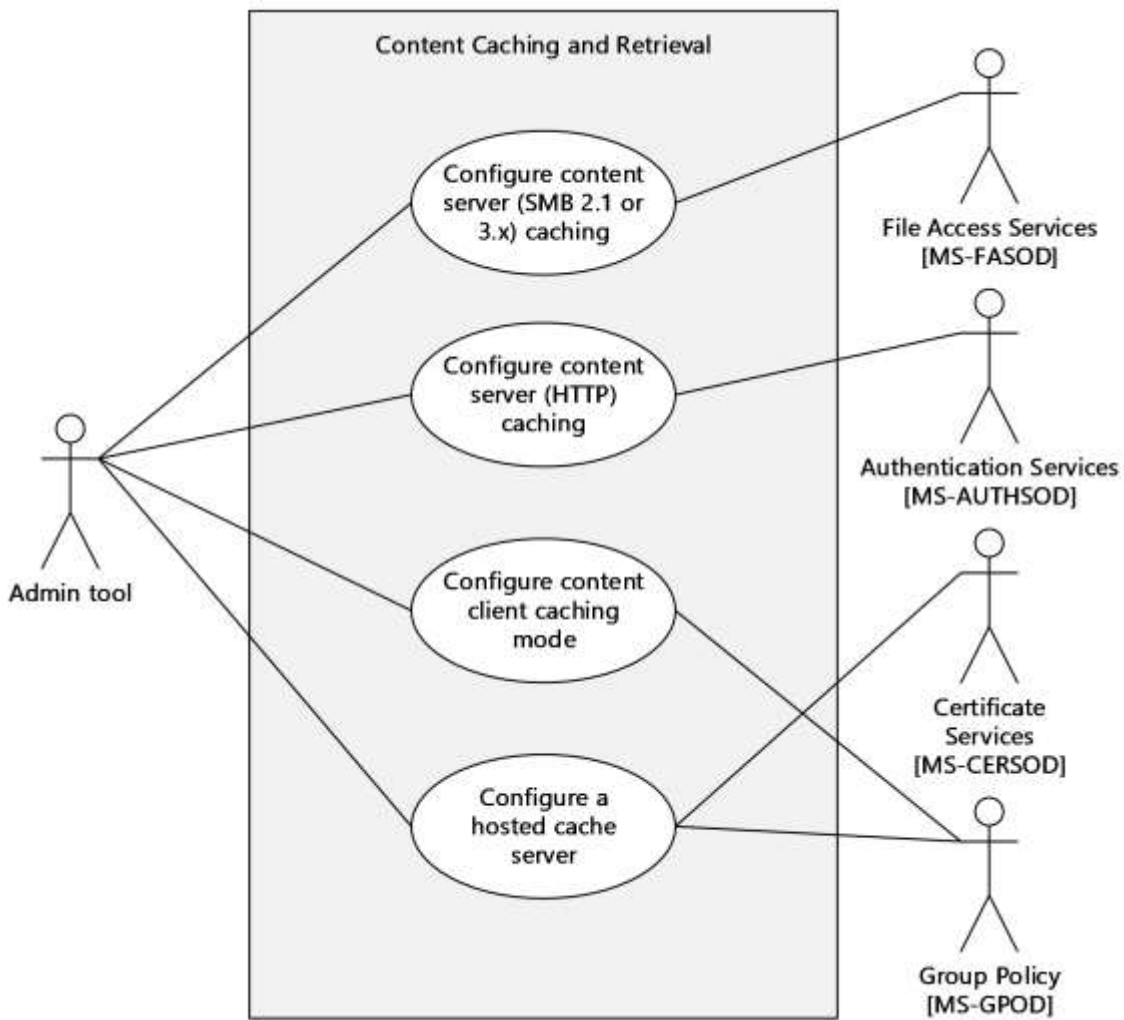 Content Caching and Retrieval
Configure content
server (SMB 2.1 or
3.x) caching
File Access Services
[MS-FASOD]
Configure content
server (HTTP)
caching
Authentication Services
[MS-AUTHSOD]
Admin tool
Configure content
client caching
mode
Certificate
Services
[MS-CERSOD]
Configure a
hosted cache
server
Group Policy
[MS-GPOD]